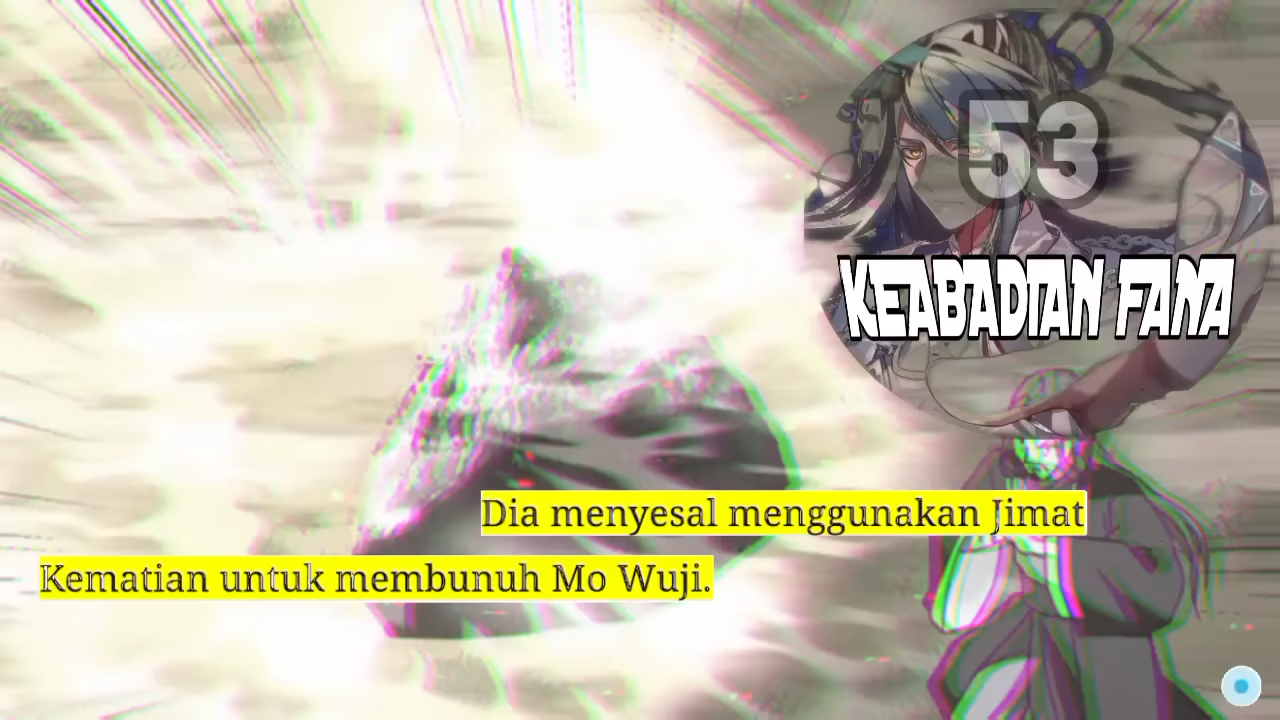 53
KEABADIAN FANA
Dia menyesal menggunakan Jimat
Kematian untuk membunuh Mo Wuji.